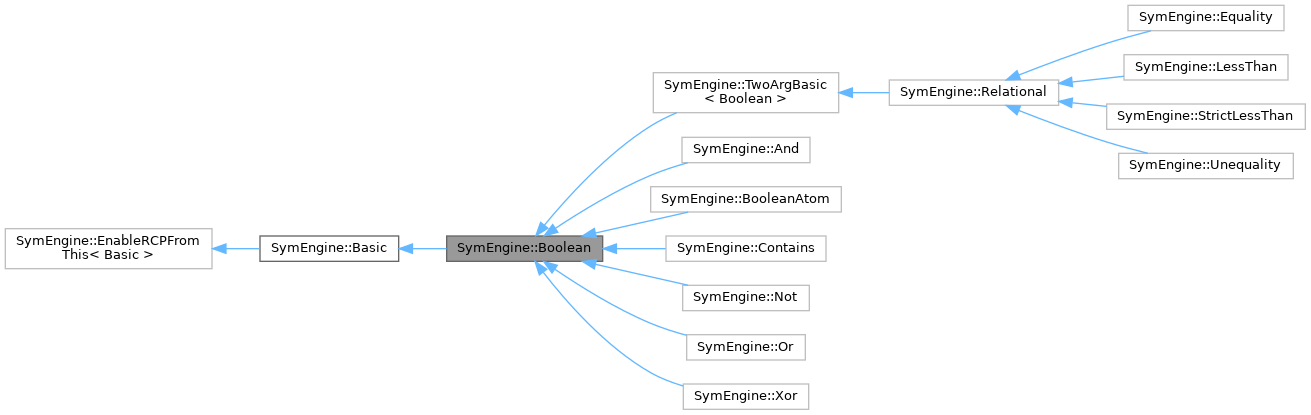 SymEngine::EnableRCPFrom
This< Basic >
SymEngine::Basic
SymEngine::Boolean
SymEngine::TwoArgBasic
< Boolean >
SymEngine::And
SymEngine::BooleanAtom
SymEngine::Contains
SymEngine::Not
SymEngine::Or
SymEngine::Xor
SymEngine::Relational
SymEngine::Equality
SymEngine::LessThan
SymEngine::StrictLessThan
SymEngine::Unequality